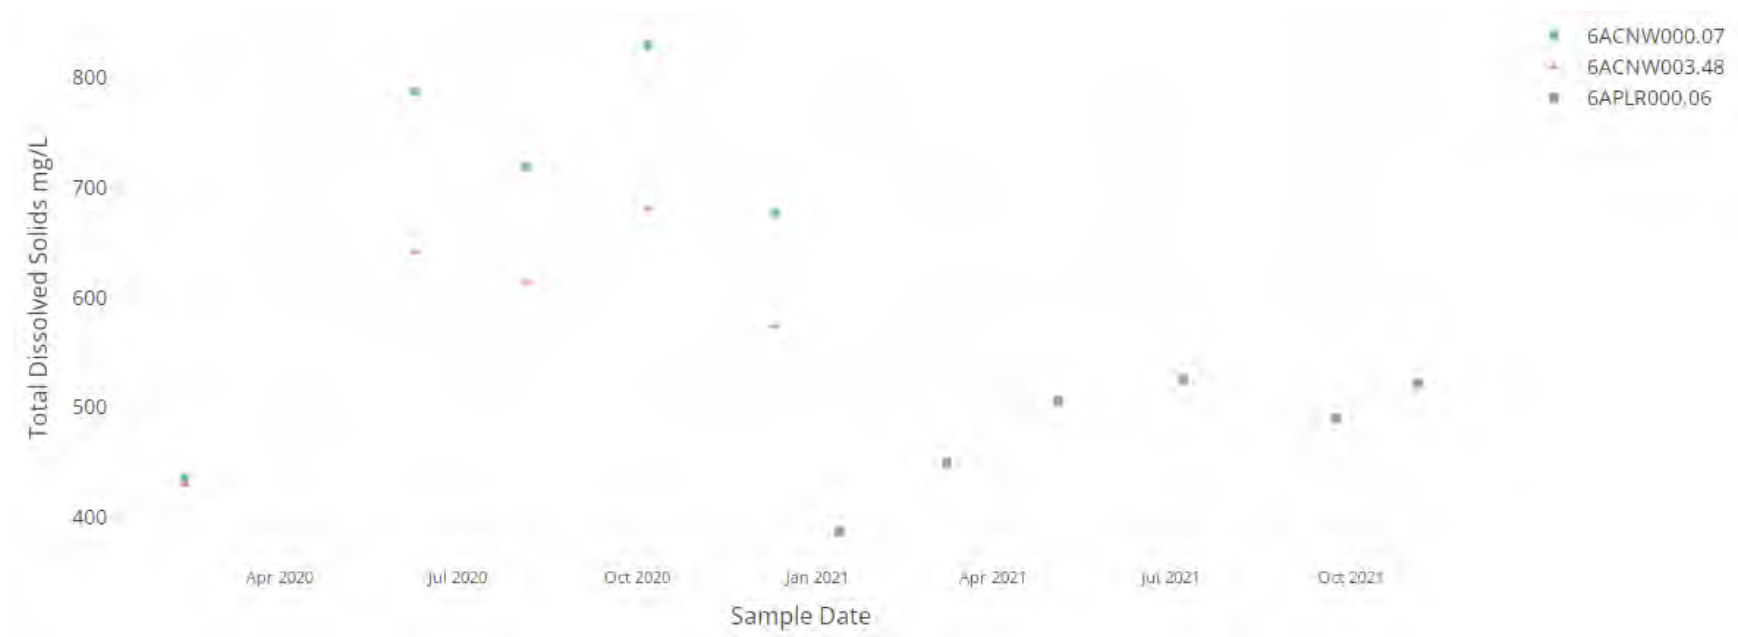 6ACNW000.07
6ACNW003.48
6APLR000.06
Total Dissolved Solids mg/L
800
700
600
500
400
Apr 2020
Jul 2020
Oct 2020
Jan 2021
Apr 2021
Jul 2021
Oct 2021
Sample Date